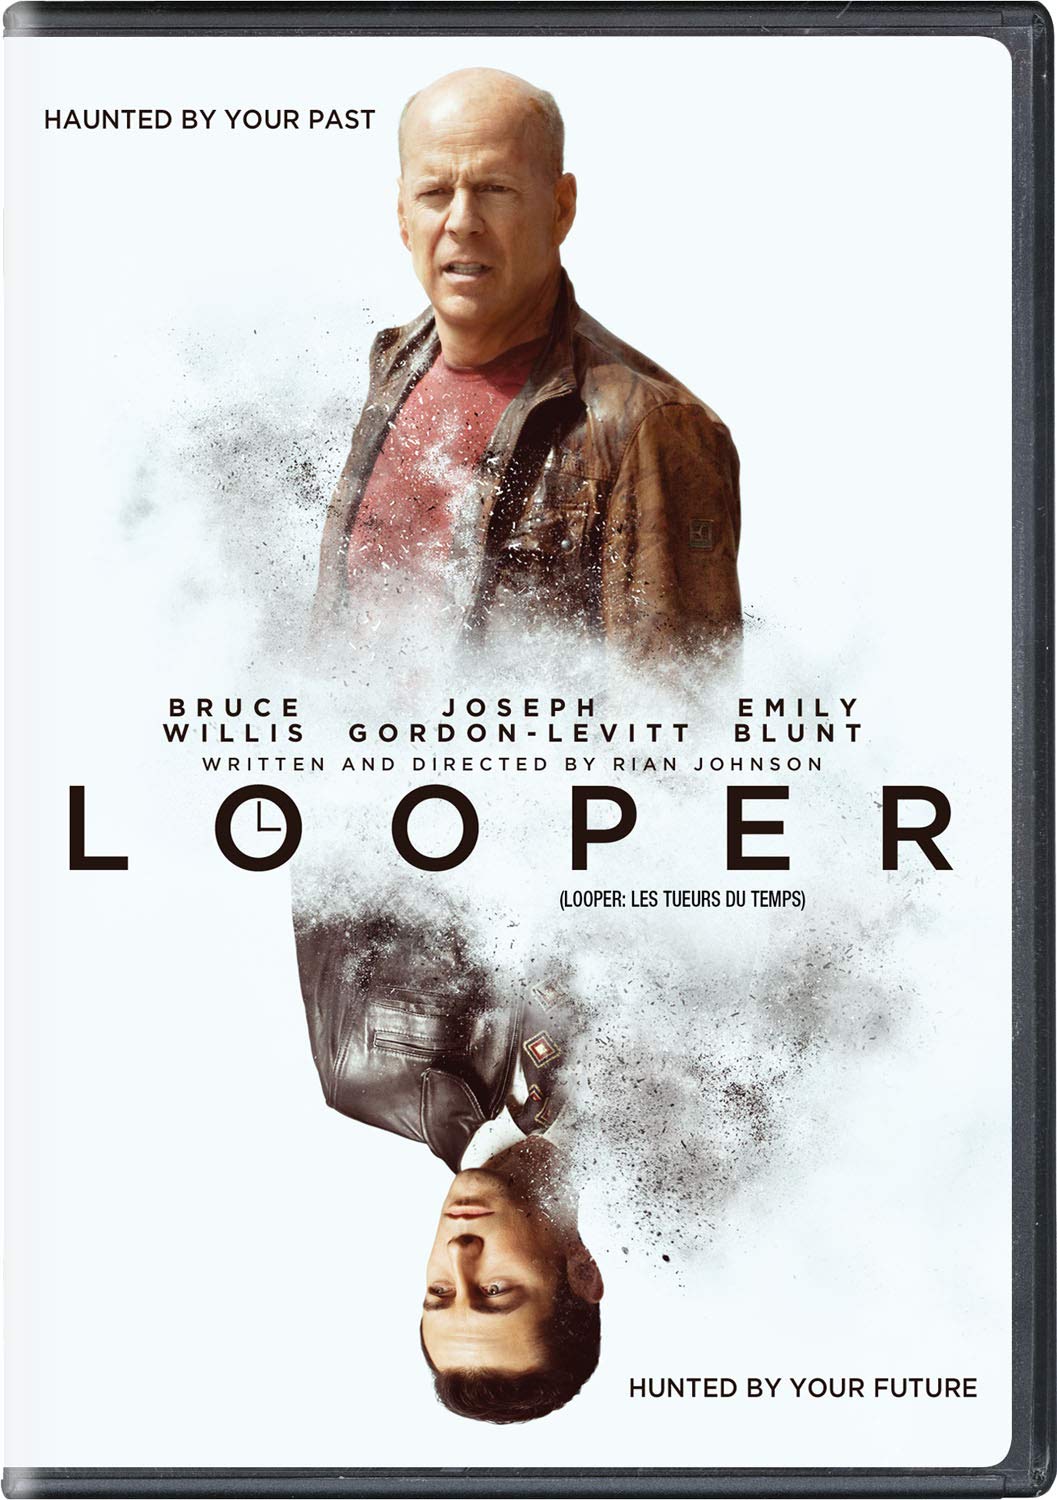 HAUNTED BY YOUR PAST
BRUCE WILLIS
JOSEPH GORDON-LEVITT
EMILY BLUNT
WRITTEN AND DIRECTED BY RIAN JOHNSON
LOOPER
(LOOPER: LES TUEURS DU TEMPS)
HUNTED BY YOUR FUTURE